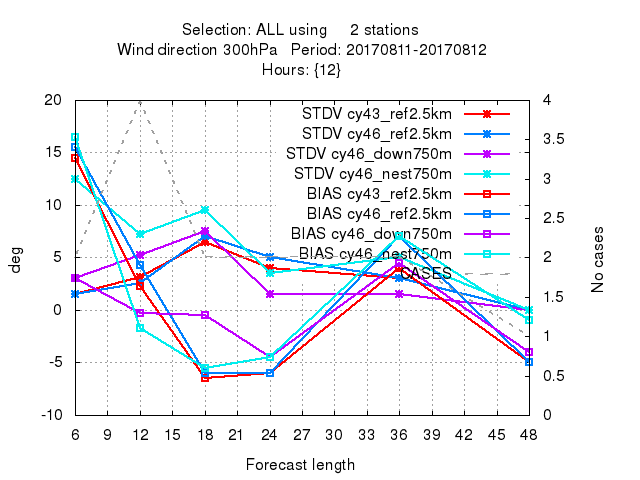 Selection: ALL using 2 stations
Wind direction 300hPa Period: 20170811-20170812
Hours: {12}
STDV cy43_ref2.5km
STDV cy46_ref2.5km
STDV cy46_down750m
STDV cy46_nest750m
BIAS cy43_ref2.5km
BIAS cy46_ref2.5km
BIAS cy46_down750m
BIAS cy46_nest750m
CASES
20
15
10
5
0
-5
-10
deg
4
3.5
3
2.5
2
1.5
1
0.5
0
No cases
6 9 12 15 18 21 24 27 30 33 36 39 42 45 48
Forecast length